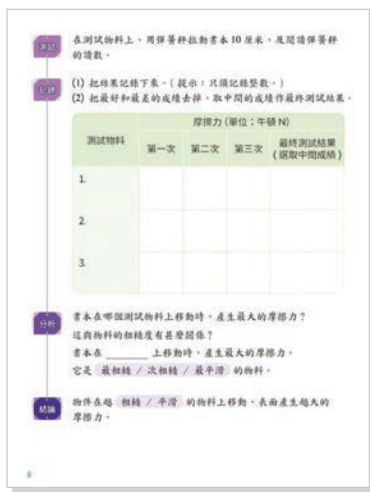 測試
在測試物料上，用彈簧秤拉動書本 10 厘米，及閱讀彈簧秤
的讀數。
記錄
(1) 把結果記錄下來。(提示：只須記錄整數。)
(2) 把最好和最差的成績去掉，取中間的成績作最終測試結果。
測試物料
摩擦力 (單位：牛頓 N)
第一次
第二次
第三次
最終測試結果
(選取中間成績)
1.
2.
3.
分析
書本在哪個測試物料上移動時，產生最大的摩擦力？
這與物料的粗糙度有甚麼關係？
書本在 ______ 上移動時，產生最大的摩擦力。
它是 最粗糙 / 次粗糙 / 最平滑 的物料。
結論
物件在越 粗糙 / 平滑 的物料上移動，表面產生越大的
摩擦力。
8